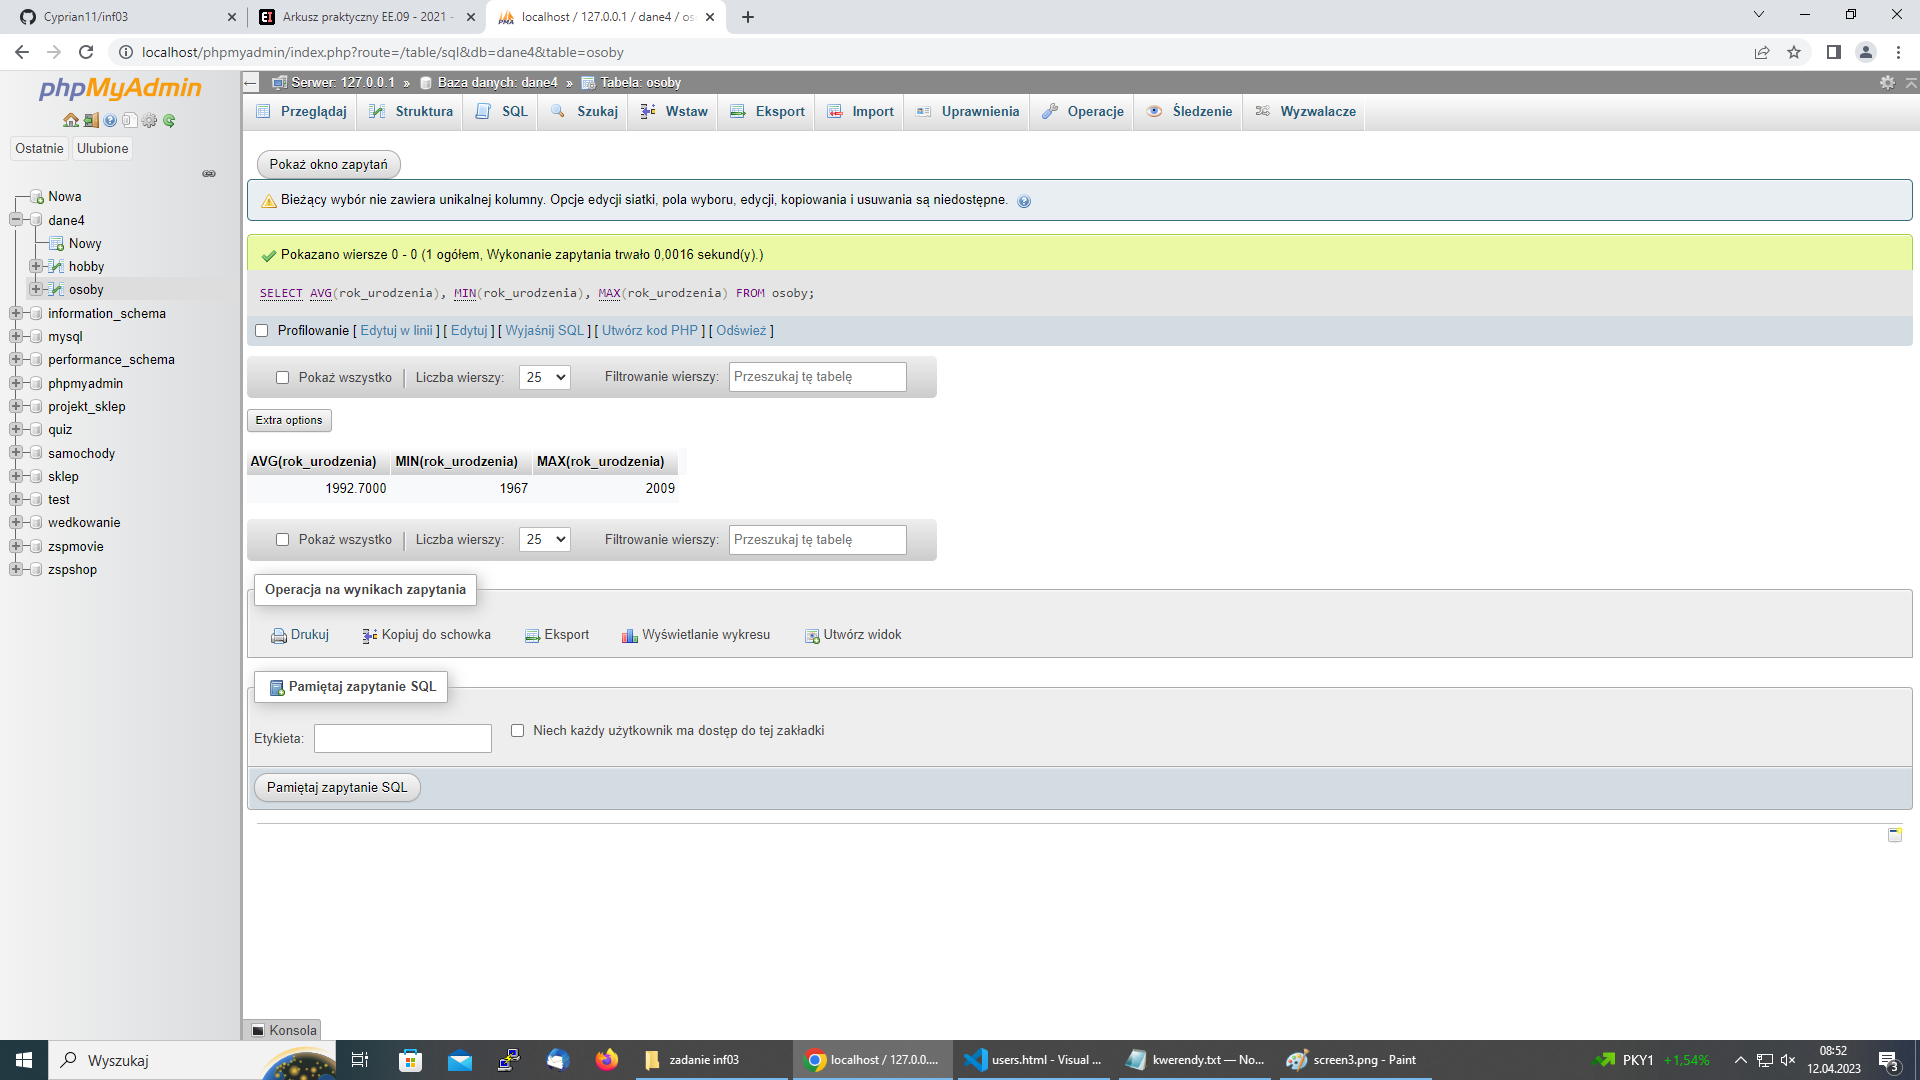 Cyprian11/inf03
Arkusz praktyczny EE.09 - 2021 -
localhost / 127.0.0.1 / dane4 / os
localhost/phpmyadmin/index.php?route=/table/sql&db=dane4&table=osoby
phpMyAdmin
Ostatnie
Ulubione
Nowa
dane4
Nowy
hobby
osoby
information_schema
mysql
performance_schema
phpmyadmin
projekt_sklep
quiz
samochody
sklep
test
wedkowanie
zspmovie
zspshop
Serwer: 127.0.0.1 » Baza danych: dane4 » Tabela: osoby
Przeglądaj
Struktura
SQL
Szukaj
Wstaw
Eksport
Import
Uprawnienia
Operacje
Śledzenie
Wyzwalacze
Pokaż okno zapytań
Bieżący wybór nie zawiera unikalnej kolumny. Opcje edycji siatki, pola wyboru, edycji, kopiowania i usuwania są niedostępne.
Pokazano wiersze 0 - 0 (1 ogółem, Wykonanie zapytania trwało 0,0016 sekund(y).)
SELECT AVG(rok_urodzenia), MIN(rok_urodzenia), MAX(rok_urodzenia) FROM osoby;
Profilowanie [ Edytuj w linii ] [ Edytuj ] [ Wyjaśnij SQL ] [ Utwórz kod PHP ] [ Odśwież ]
Pokaż wszystko | Liczba wierszy: 25 Filtrowanie wierszy: Przeszukaj tę tabelę
Extra options
AVG(rok_urodzenia) MIN(rok_urodzenia) MAX(rok_urodzenia)
1992.7000 1967 2009
Pokaż wszystko | Liczba wierszy: 25 Filtrowanie wierszy: Przeszukaj tę tabelę
Operacja na wynikach zapytania
Drukuj
Kopiuj do schowka
Eksport
Wyświetlanie wykresu
Utwórz widok
Pamiętaj zapytanie SQL
Etykieta:
Niech każdy użytkownik ma dostęp do tej zakładki
Pamiętaj zapytanie SQL
Konsola
Wyszukaj
zadanie inf03
localhost / 127.0.0....
users.html - Visual ...
kwerendy.txt — No...
screen3.png - Paint
PKY1 +1,54%
08:52
12.04.2023
3